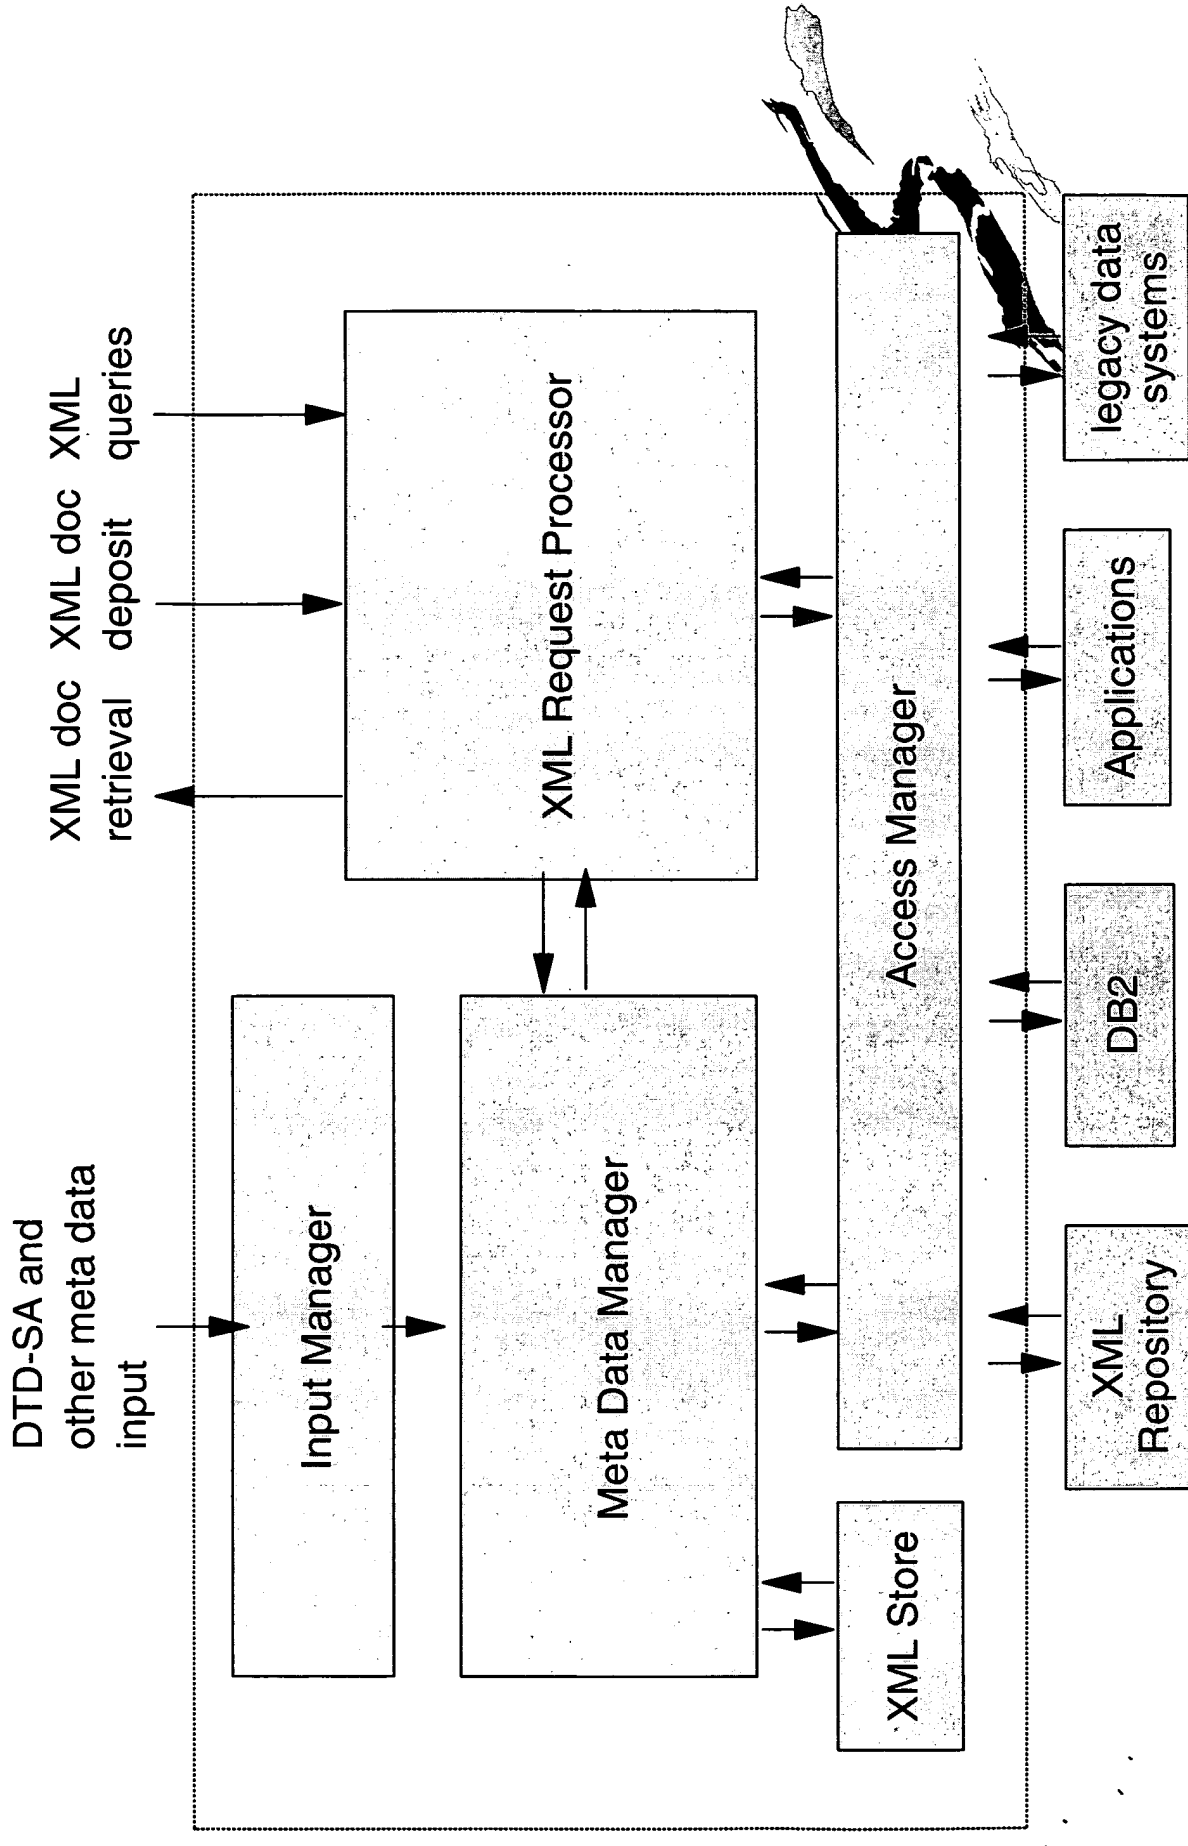 DTD-SA and
other meta data
input
XML doc
retrieval
XML doc
deposit
XML
queries
Input Manager
Meta Data Manager
XML Request Processor
XML Store
Access Manager
XML
Repository
DB2
Applications
legacy data
systems